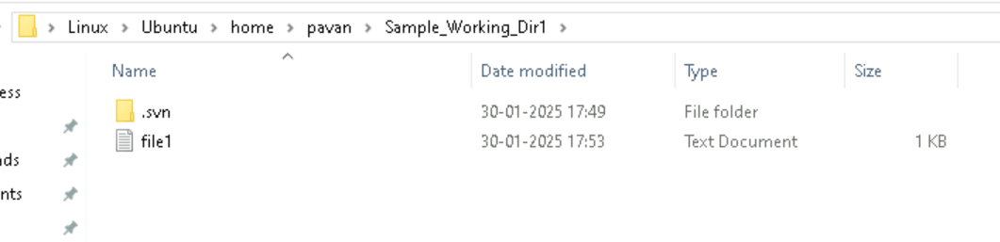 Linux > Ubuntu > home > pavan > Sample_Working_Dir1 >
Name Date modified Type Size
ess
.svn 30-01-2025 17:49 File folder
file1 30-01-2025 17:53 Text Document 1 KB
ds
nts